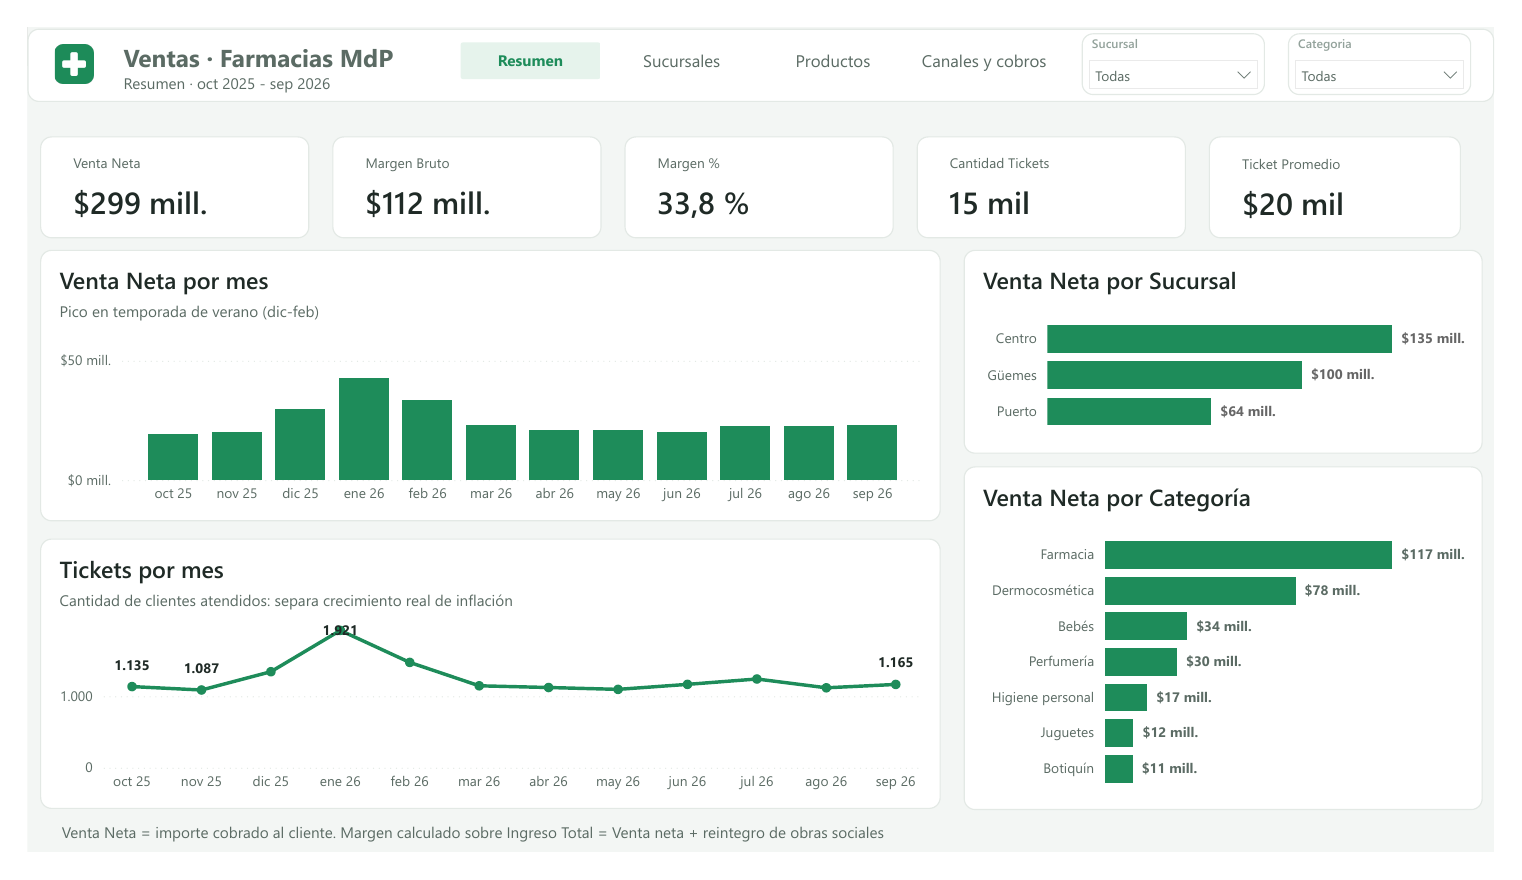 Ventas · Farmacias MdP
Resumen · oct 2025 - sep 2026
Resumen
Sucursales
Productos
Canales y cobros
Sucursal
Todas
Categoria
Todas
Venta Neta
$299 mill.
Margen Bruto
$112 mill.
Margen %
33,8 %
Cantidad Tickets
15 mil
Ticket Promedio
$20 mil
Venta Neta por mes
Pico en temporada de verano (dic-feb)
$50 mill.
$0 mill.
oct 25 nov 25 dic 25 ene 26 feb 26 mar 26 abr 26 may 26 jun 26 jul 26 ago 26 sep 26
Tickets por mes
Cantidad de clientes atendidos: separa crecimiento real de inflación
1.921
1.135 1.087 1.165
1.000
0
oct 25 nov 25 dic 25 ene 26 feb 26 mar 26 abr 26 may 26 jun 26 jul 26 ago 26 sep 26
Venta Neta por Sucursal
Centro $135 mill.
Güemes $100 mill.
Puerto $64 mill.
Venta Neta por Categoría
Farmacia $117 mill.
Dermocosmética $78 mill.
Bebés $34 mill.
Perfumería $30 mill.
Higiene personal $17 mill.
Juguetes $12 mill.
Botiquín $11 mill.
Venta Neta = importe cobrado al cliente. Margen calculado sobre Ingreso Total = Venta neta + reintegro de obras sociales